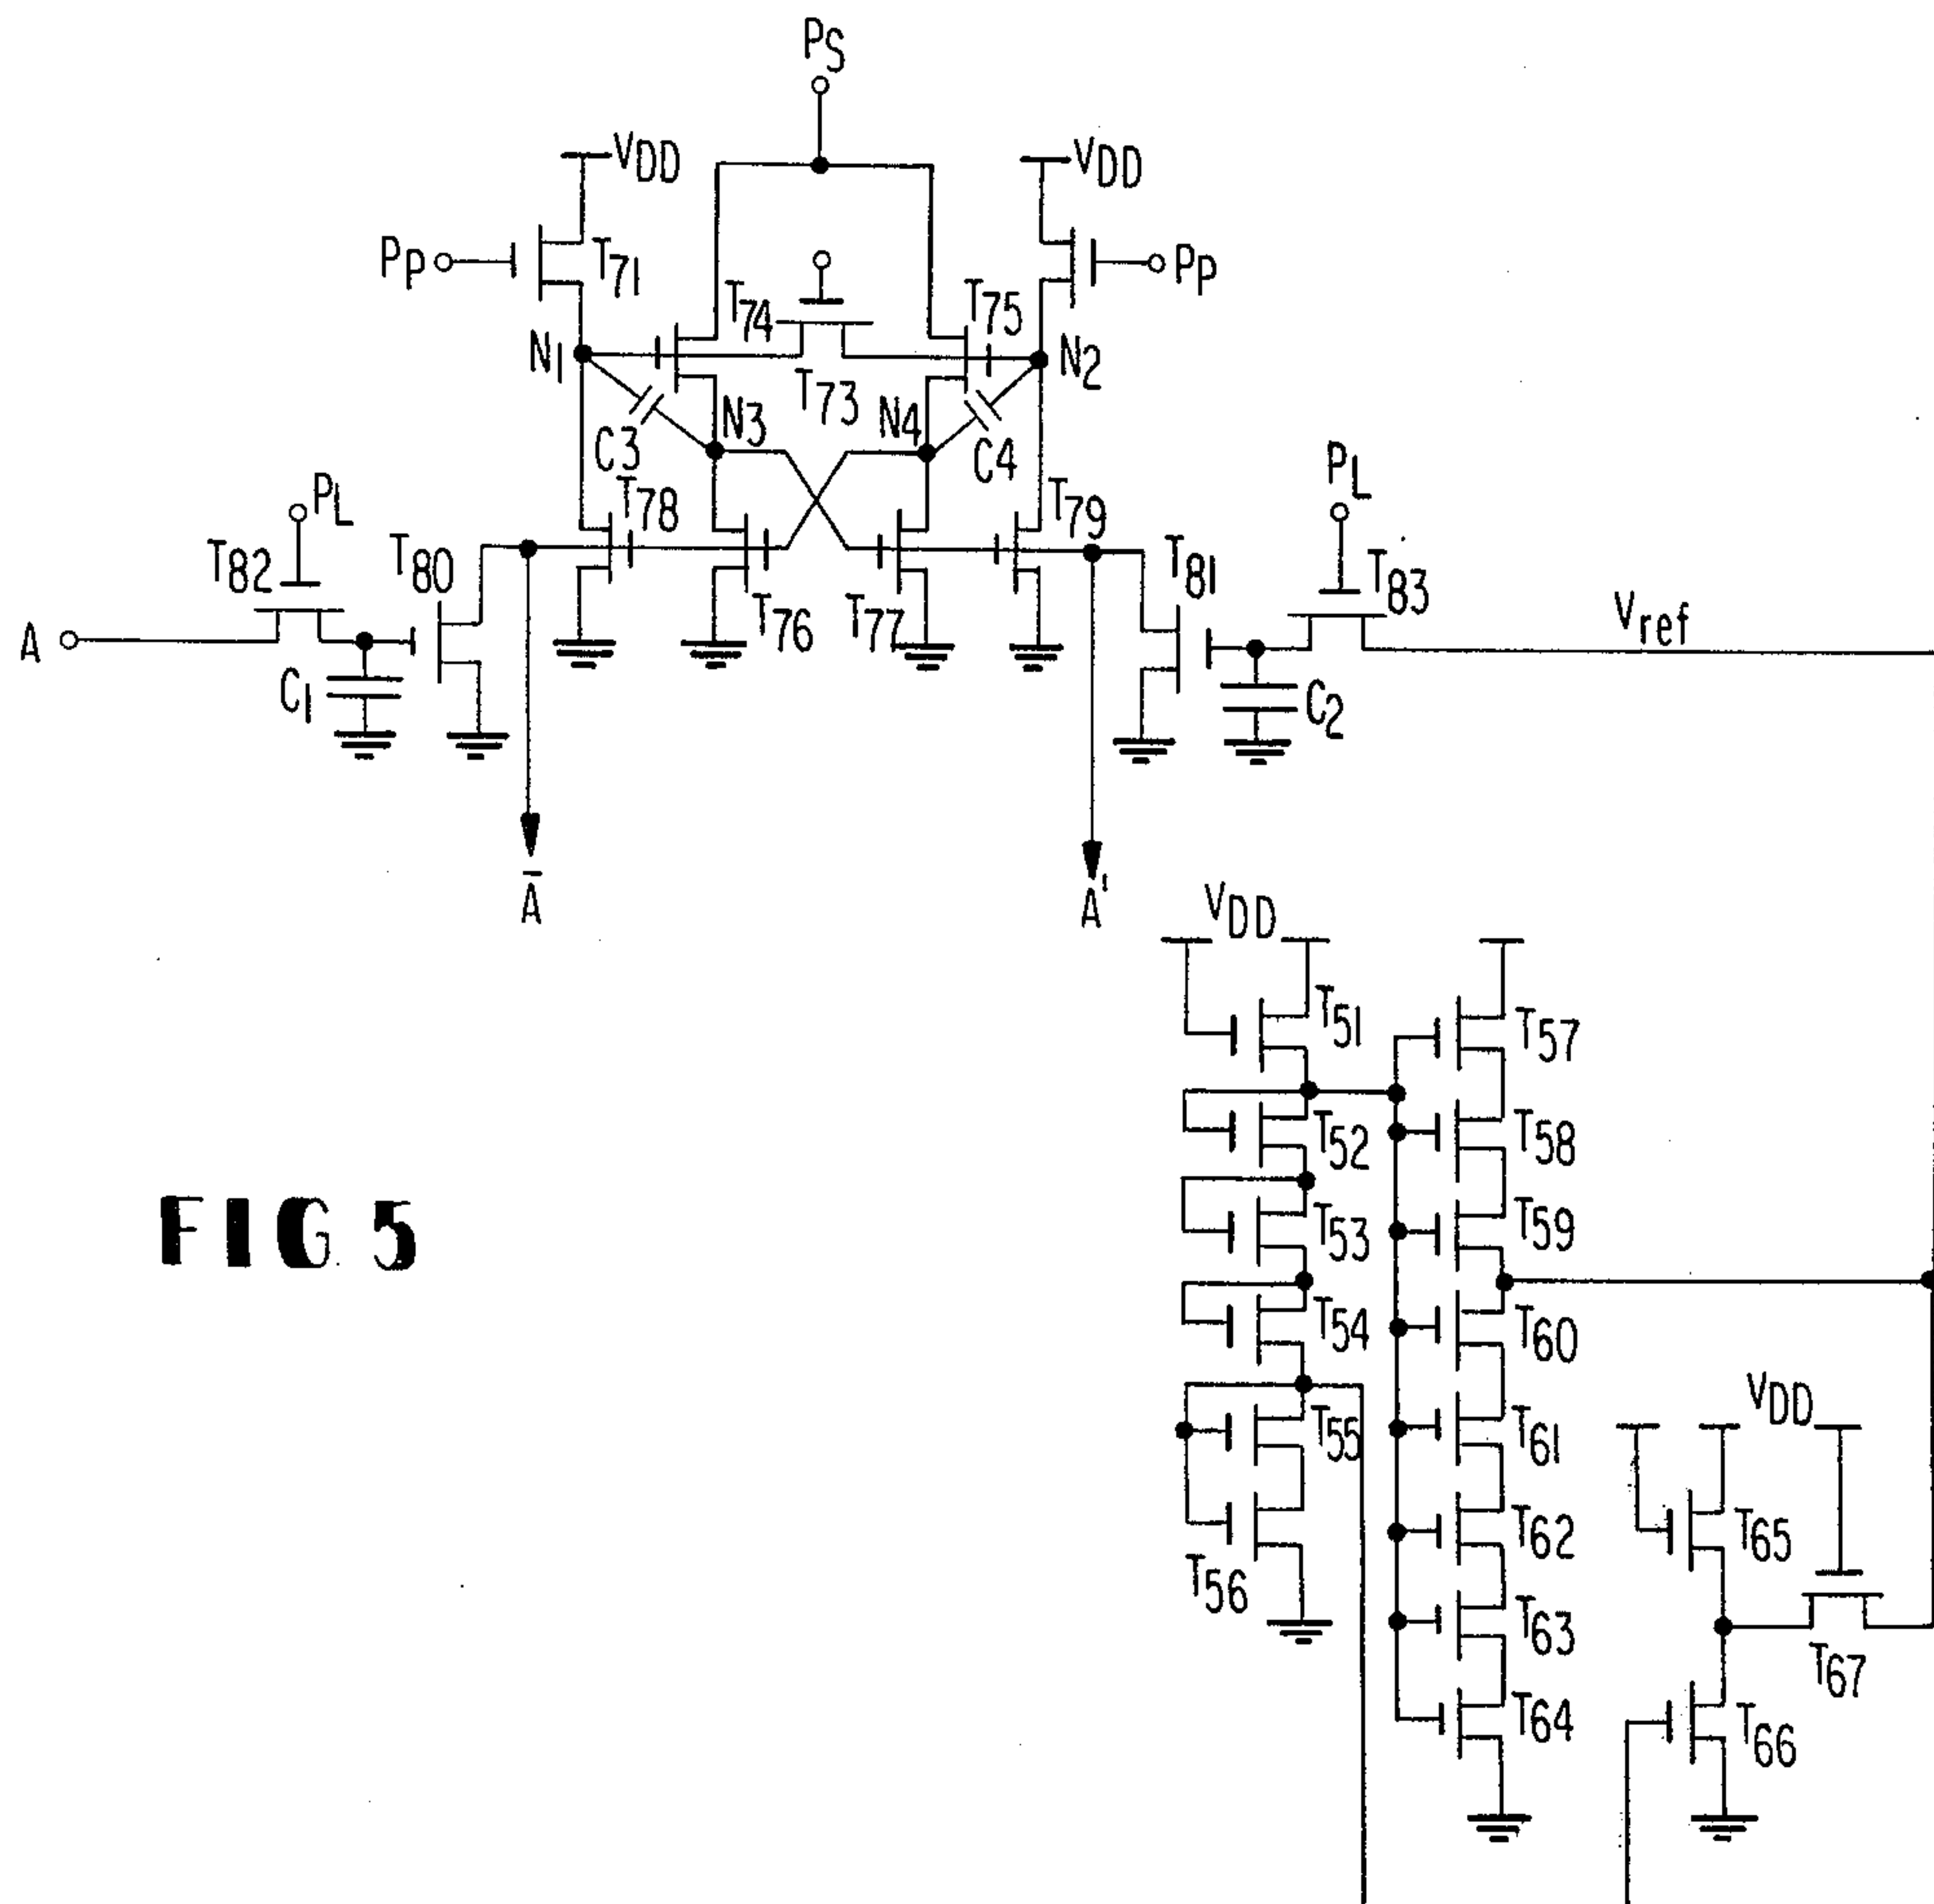 PS
VDD
VDD
PP
T71
PP
T74
T75
N1
N2
T73
C3
N3
N4
C4
PL
PL
T78
T79
T82
T80
T81
T83
Vref
A
T76
T77
C1
C2
Ā
A'
VDD
T51
T57
T52
T58
T53
T59
FIG 5
T54
T60
VDD
T55
T61
T65
T56
T62
T63
T67
T64
T66